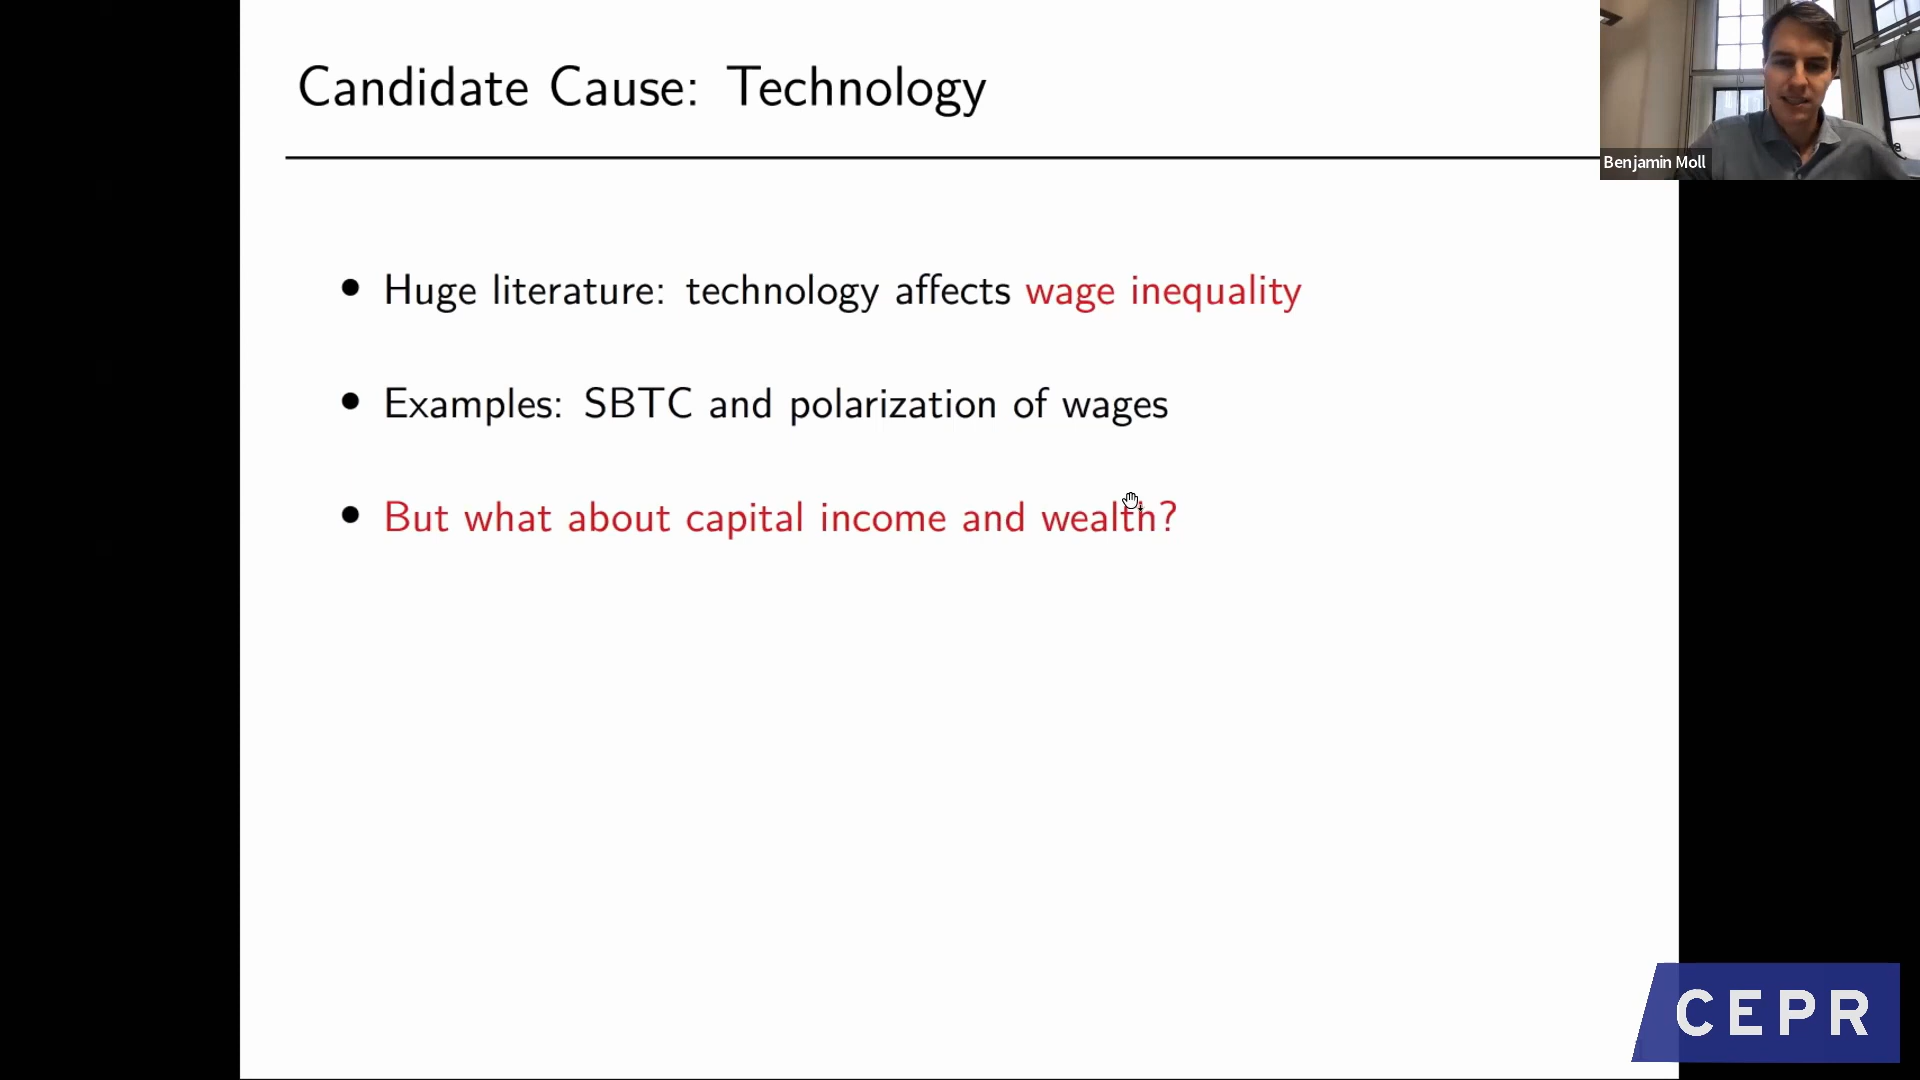 Candidate Cause: Technology
Benjamin Moll
• Huge literature: technology affects wage inequality
• Examples: SBTC and polarization of wages
• But what about capital income and wealth?
CEPR